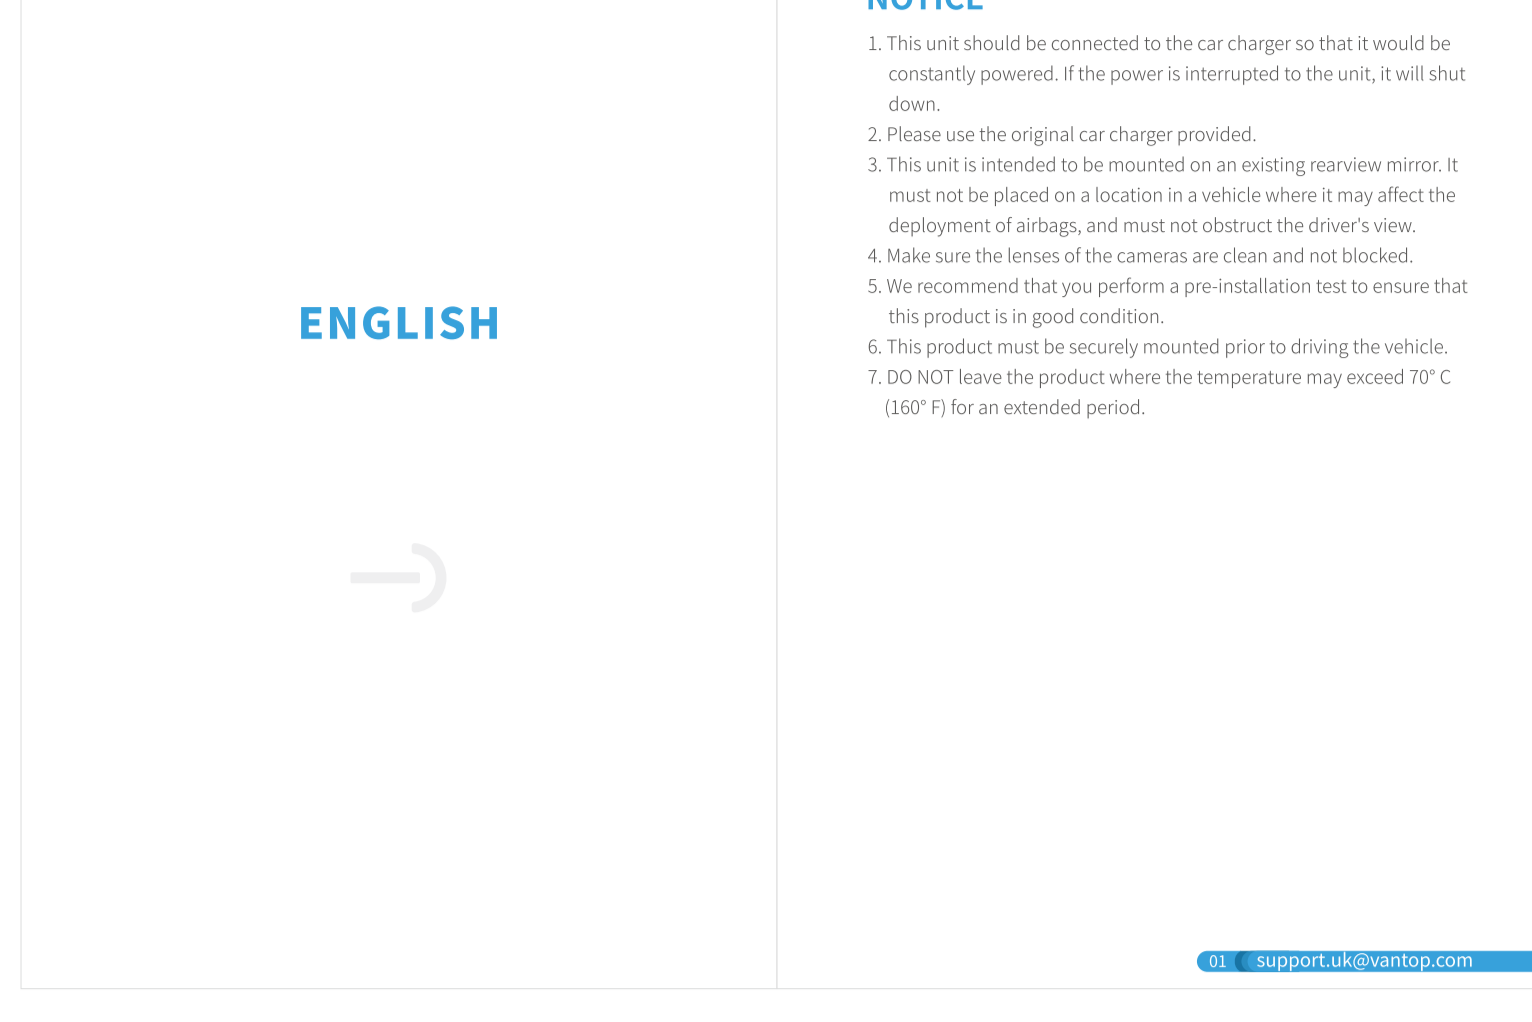 ENGLISH
NOTICE
1. This unit should be connected to the car charger so that it would be
constantly powered. If the power is interrupted to the unit, it will shut
down.
2. Please use the original car charger provided.
3. This unit is intended to be mounted on an existing rearview mirror. It
must not be placed on a location in a vehicle where it may affect the
deployment of airbags, and must not obstruct the driver's view.
4. Make sure the lenses of the cameras are clean and not blocked.
5. We recommend that you perform a pre-installation test to ensure that
this product is in good condition.
6. This product must be securely mounted prior to driving the vehicle.
7. DO NOT leave the product where the temperature may exceed 70° C
(160° F) for an extended period.
01 support.uk@vantop.com